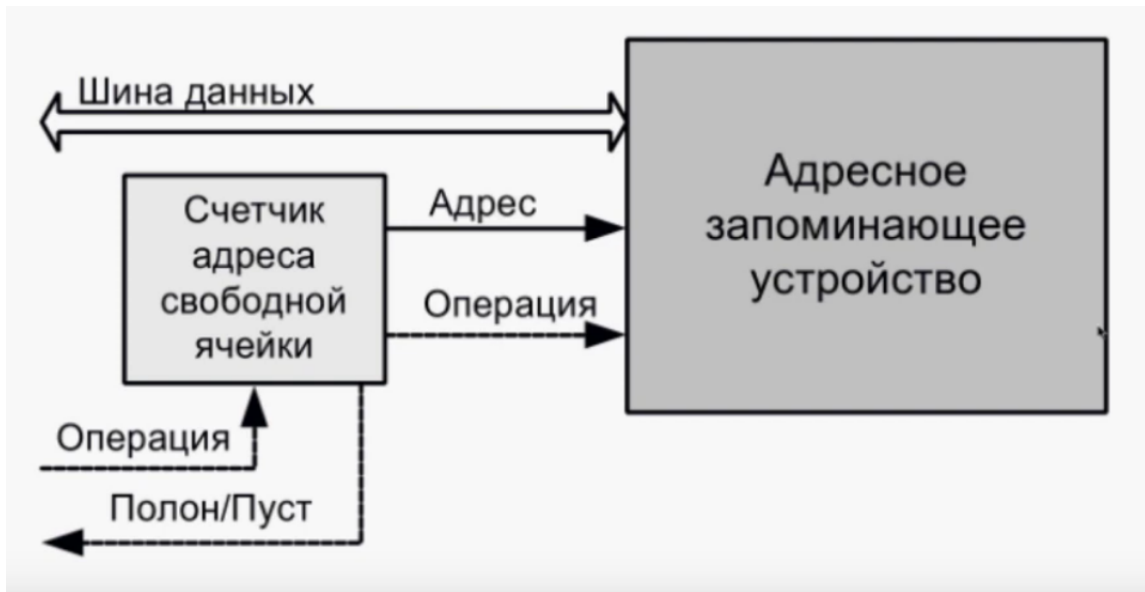 Шина данных
Адресное
запоминающее
устройство
Счетчик
адреса
свободной
ячейки
Адрес
Операция
Операция
Полон/Пуст